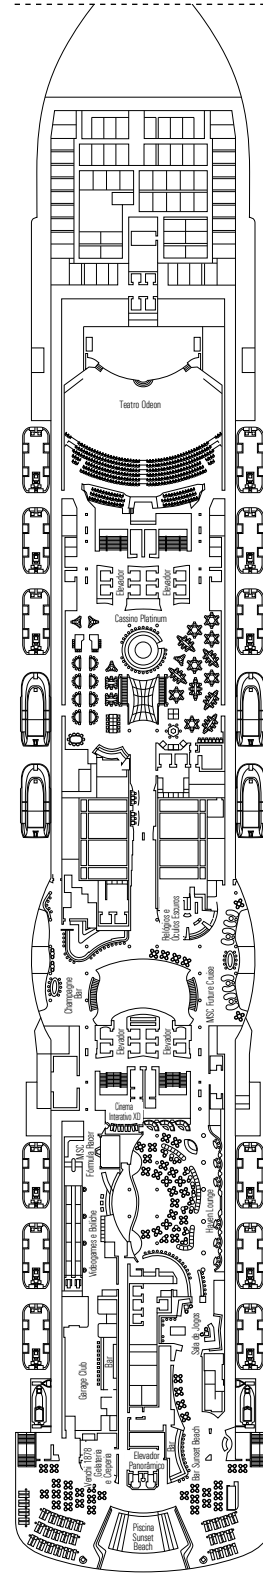 Teatro Odeon
Elevador
Elevador
Cassino Platinum
Relógios e
Óculos Escuros
Champagne
Bar
MSC Future Cruise
Elevador
Elevador
Cinema
Interativo XD
MSC
Fórmula Racer
Videogames e Boliche
Haven Lounge
Sala de Jogos
Garage Club
Bar
Venchi 1878
Gelateria
e Creperia
Elevador
Panorâmico
Bar
Bar Sunset Beach
Piscina
Sunset
Beach